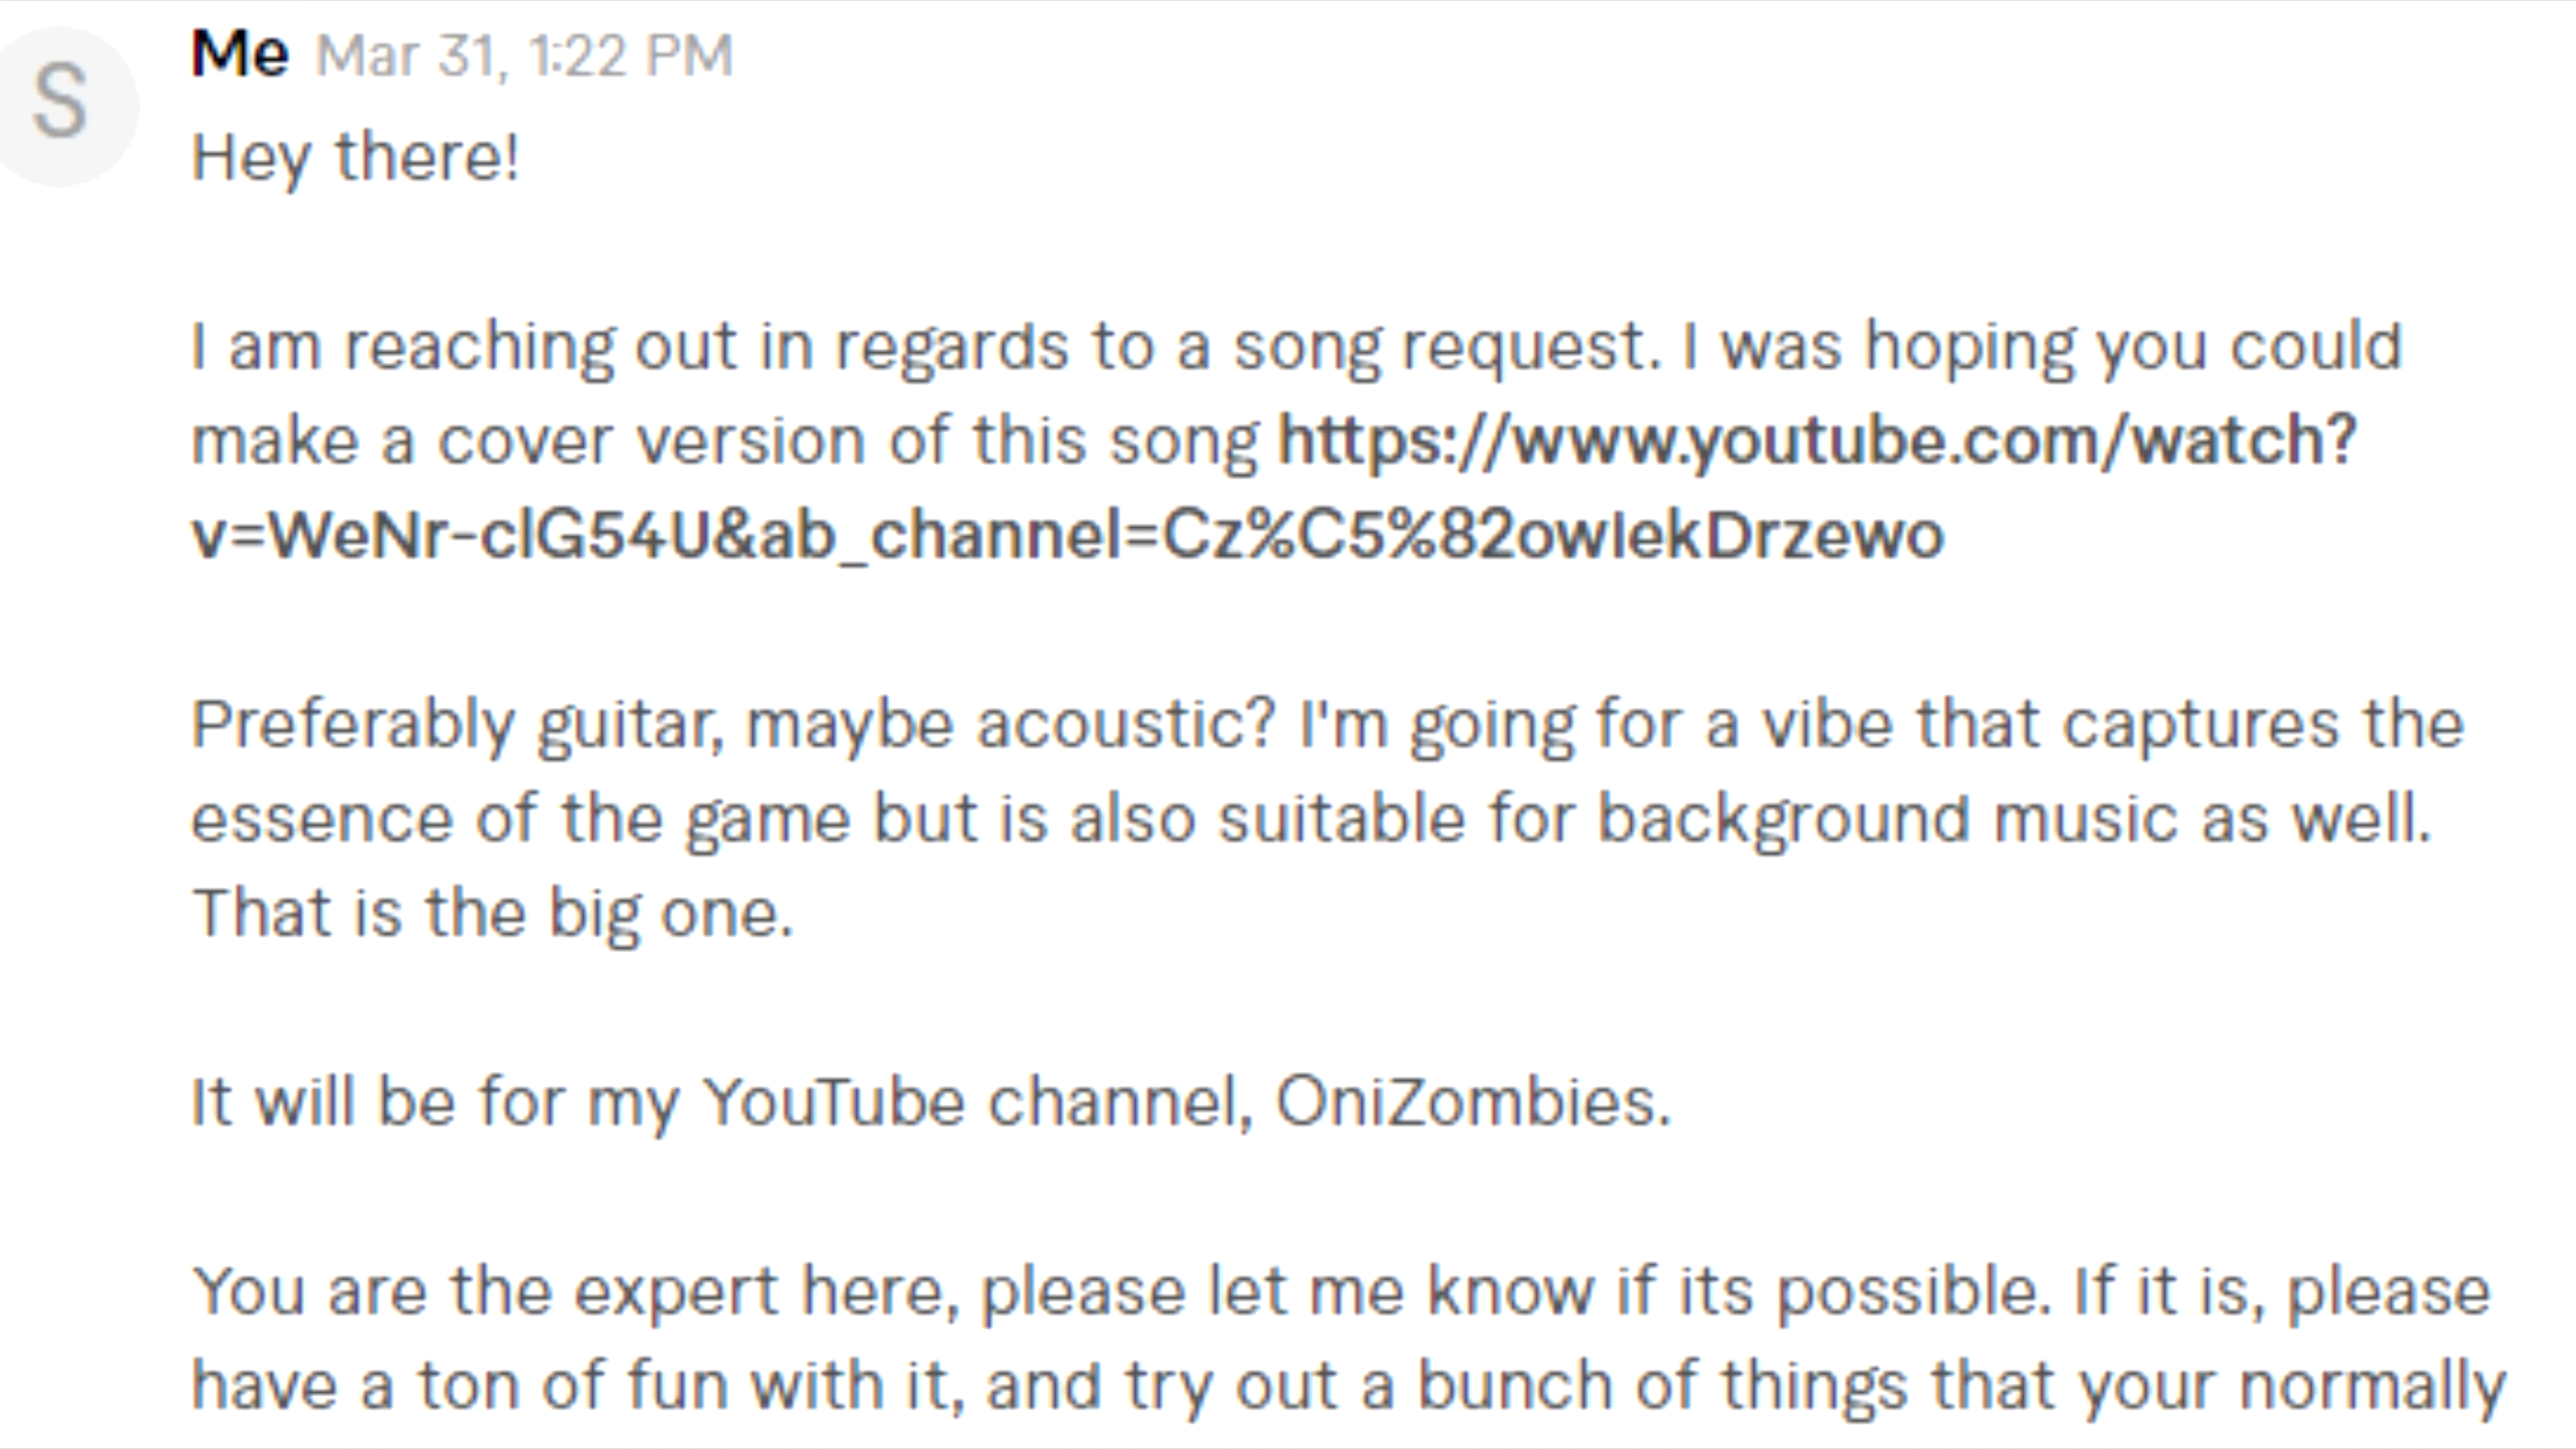 S
Me Mar 31, 1:22 PM
Hey there!
I am reaching out in regards to a song request. I was hoping you could
make a cover version of this song https://www.youtube.com/watch?
v=WeNr-clG54U&ab_channel=Cz%C5%82owIekDrzewo
Preferably guitar, maybe acoustic? I'm going for a vibe that captures the
essence of the game but is also suitable for background music as well.
That is the big one.
It will be for my YouTube channel, OniZombies.
You are the expert here, please let me know if its possible. If it is, please
have a ton of fun with it, and try out a bunch of things that your normally